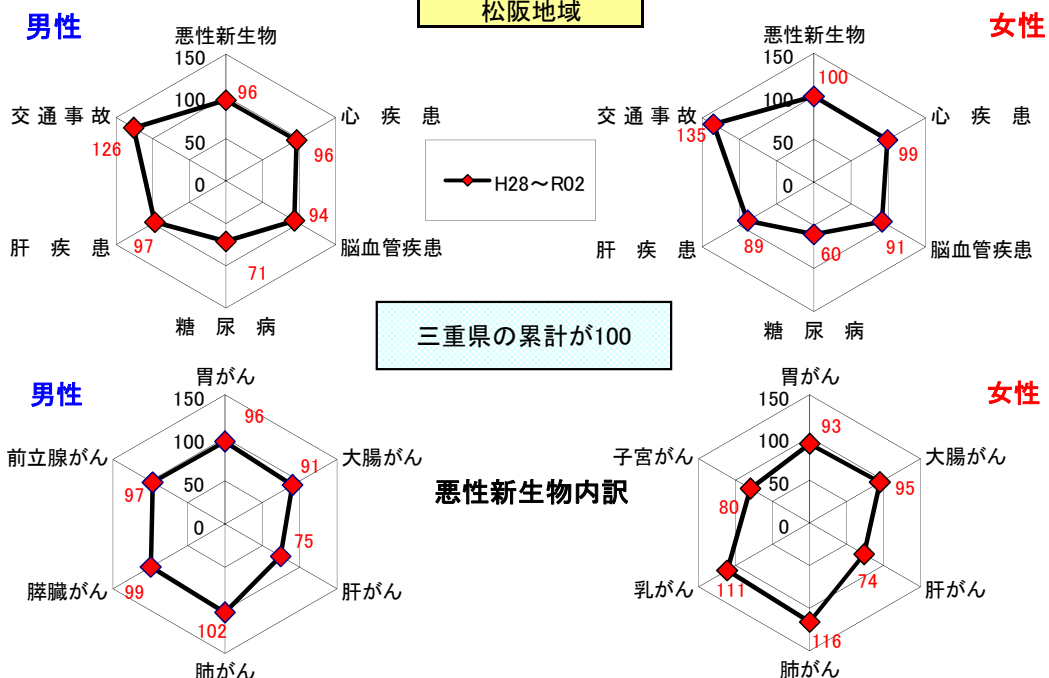 松阪地域
男性
女性
悪性新生物
150
100
50
0
96
心 疾 患
96
脳血管疾患
94
糖 尿 病
71
肝 疾 患
97
交 通 事 故
126
H28～R02
悪性新生物
150
100
50
0
100
心 疾 患
99
脳血管疾患
91
糖 尿 病
60
肝 疾 患
89
交 通 事 故
135
三重県の累計が100
男性
女性
胃がん
150
100
50
0
96
大腸がん
91
肝がん
75
肺がん
102
膵臓がん
99
前立腺がん
97
悪性新生物内訳
胃がん
150
100
50
0
93
大腸がん
95
肝がん
74
肺がん
116
乳がん
111
子宮がん
80